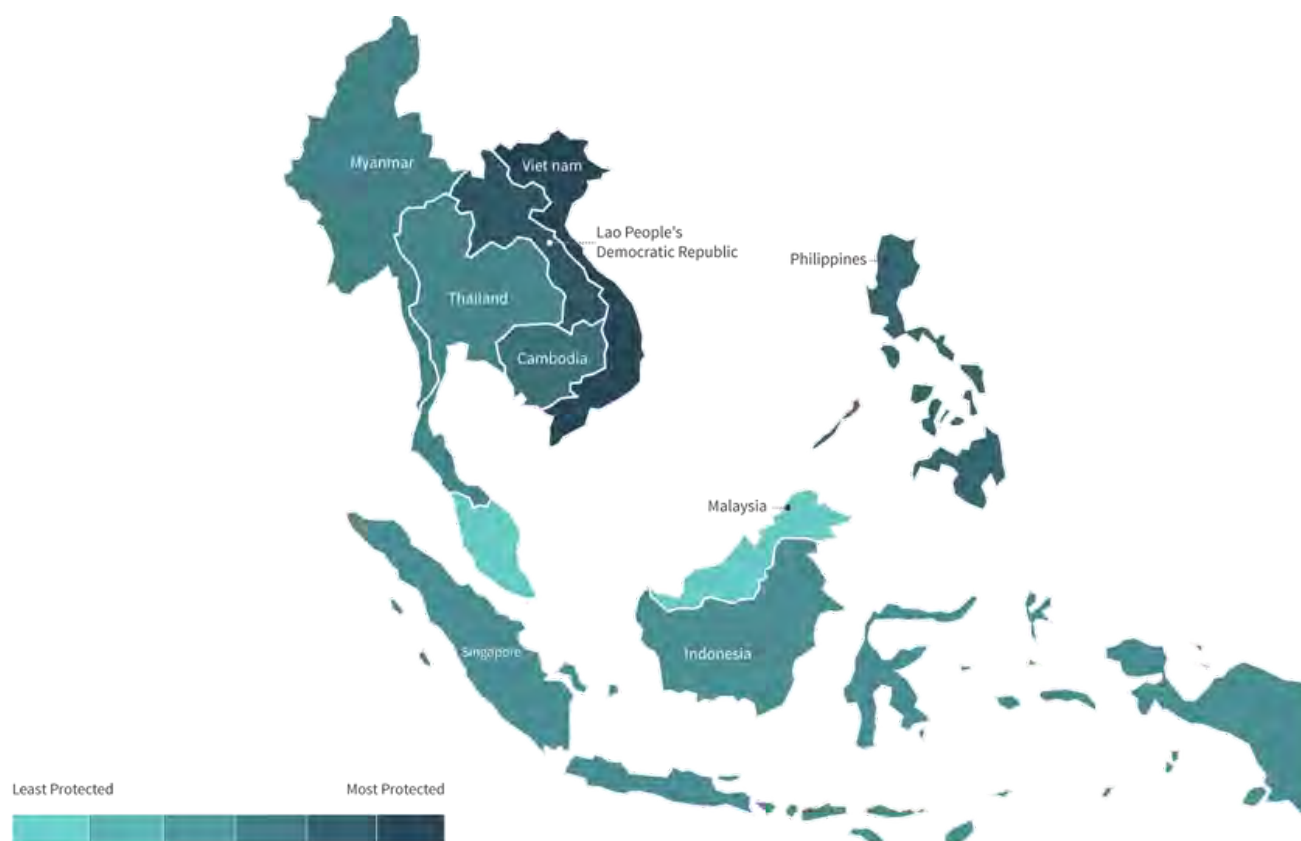 Myanmar
Viet nam
Lao People's
Democratic Republic
Philippines
Thailand
Cambodia
Malaysia
Singapore
Indonesia
Least Protected
Most Protected